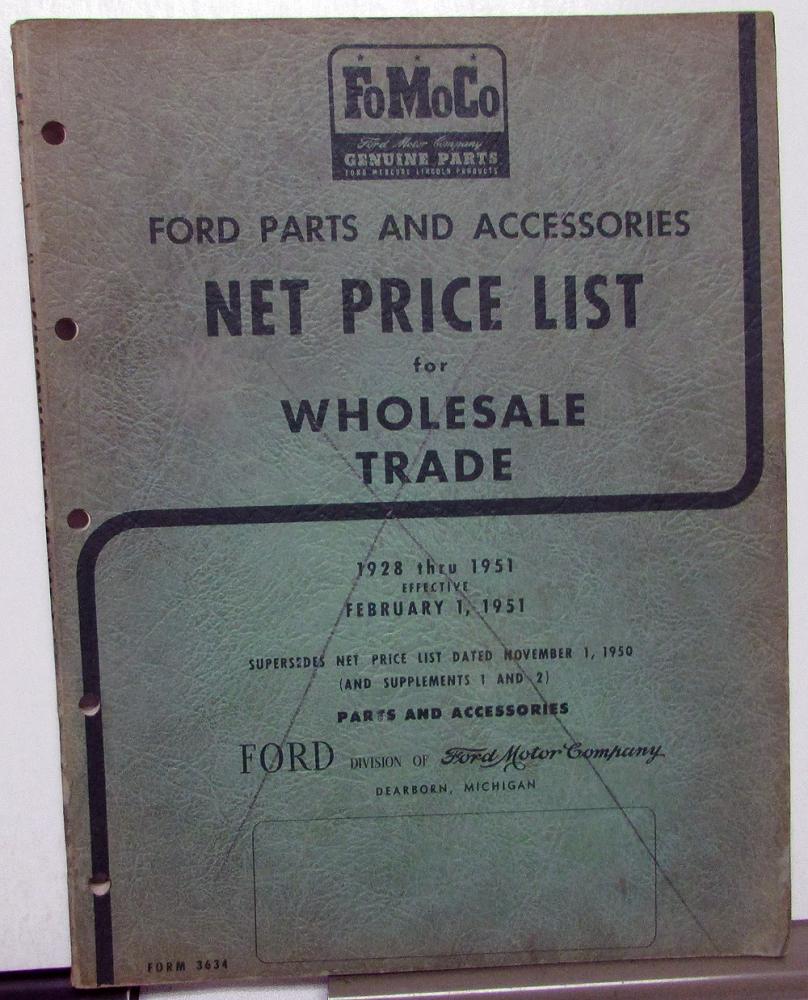 FoMoCo
Ford Motor Company
GENUINE PARTS
FORD MERCURY LINCOLN PRODUCTS
FORD PARTS AND ACCESSORIES
NET PRICE LIST
for
WHOLESALE
TRADE
1928 thru 1951
EFFECTIVE
FEBRUARY 1, 1951
SUPERSEDES NET PRICE LIST DATED NOVEMBER 1, 1950
(AND SUPPLEMENTS 1 AND 2)
PARTS AND ACCESSORIES
FORD DIVISION OF Ford Motor Company
DEARBORN, MICHIGAN
FORM 3634